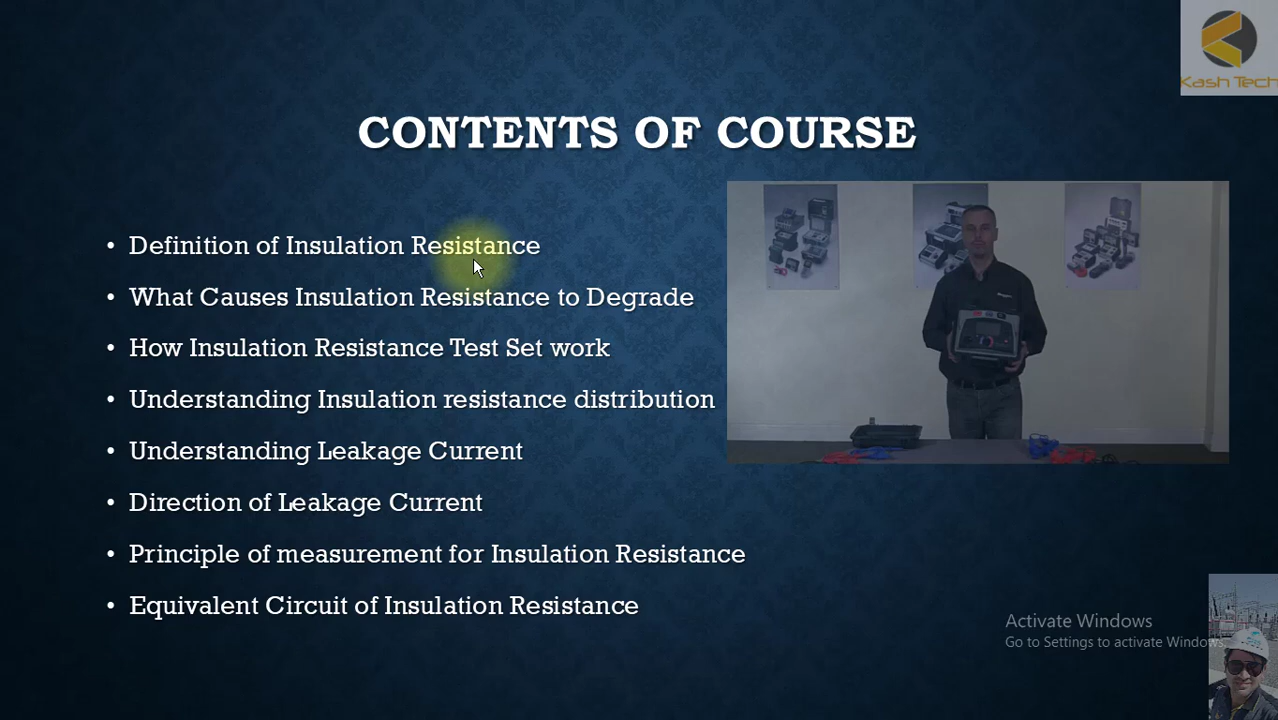 Kash Tech
CONTENTS OF COURSE
• Definition of Insulation Resistance
• What Causes Insulation Resistance to Degrade
• How Insulation Resistance Test Set work
• Understanding Insulation resistance distribution
• Understanding Leakage Current
• Direction of Leakage Current
• Principle of measurement for Insulation Resistance
• Equivalent Circuit of Insulation Resistance
Activate Windows
Go to Settings to activate Windows.